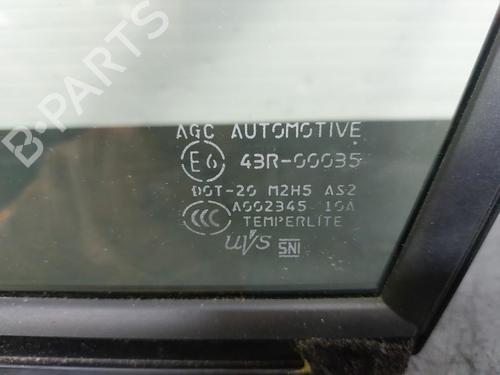 AGC AUTOMOTIVE
E6 43R-00035
DOT-20 M2H5 AS2
CCC A002345 10A
TEMPERLITE
uVs SNI
B-PARTS